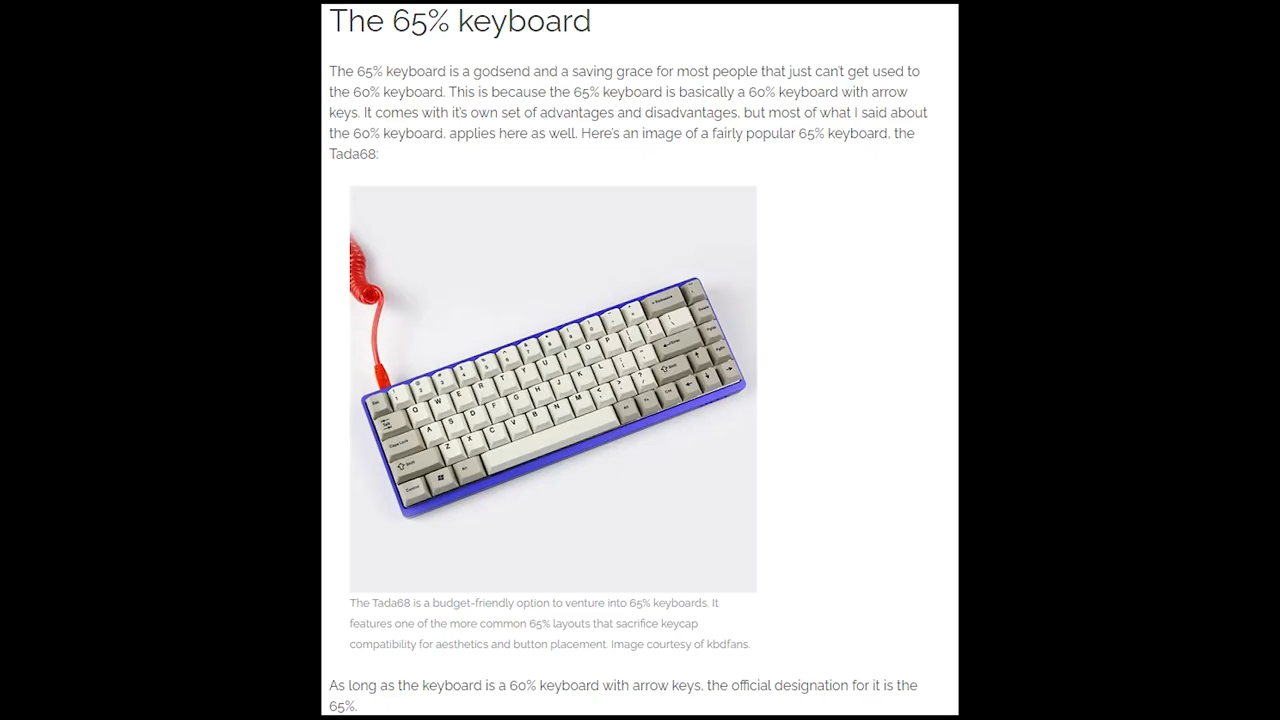 The 65% keyboard
The 65% keyboard is a godsend and a saving grace for most people that just can't get used to
the 60% keyboard. This is because the 65% keyboard is basically a 60% keyboard with arrow
keys. It comes with it's own set of advantages and disadvantages, but most of what I said about
the 60% keyboard, applies here as well. Here's an image of a fairly popular 65% keyboard, the
Tada68:
Q W E R T Y U I O P
A S D F G H J K L
Z X C V B N M
The Tada68 is a budget-friendly option to venture into 65% keyboards. It
features one of the more common 65% layouts that sacrifice keycap
compatibility for aesthetics and button placement. Image courtesy of kbdfans.
As long as the keyboard is a 60% keyboard with arrow keys, the official designation for it is the
65%.